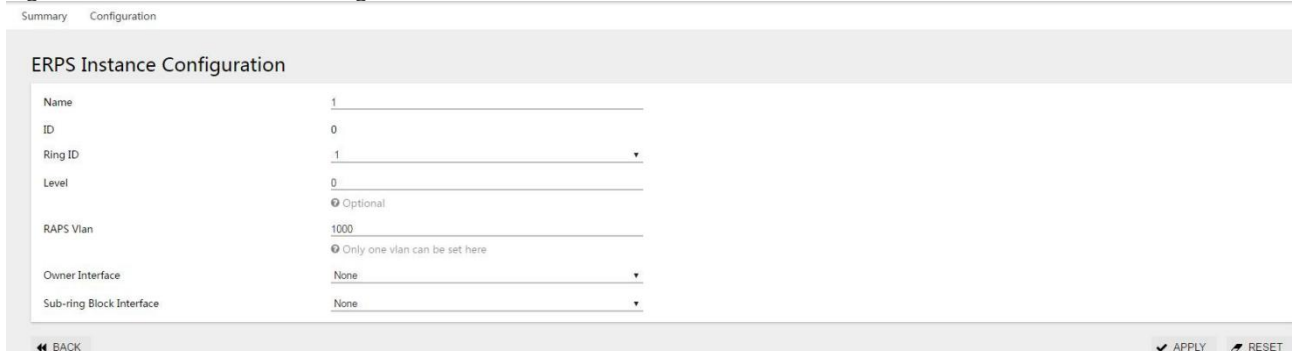 Summary Configuration
ERPS Instance Configuration
Name 1
ID 0
Ring ID 1
Level 0
Optional
RAPS Vlan 1000
Only one vlan can be set here
Owner Interface None
Sub-ring Block Interface None
BACK APPLY RESET